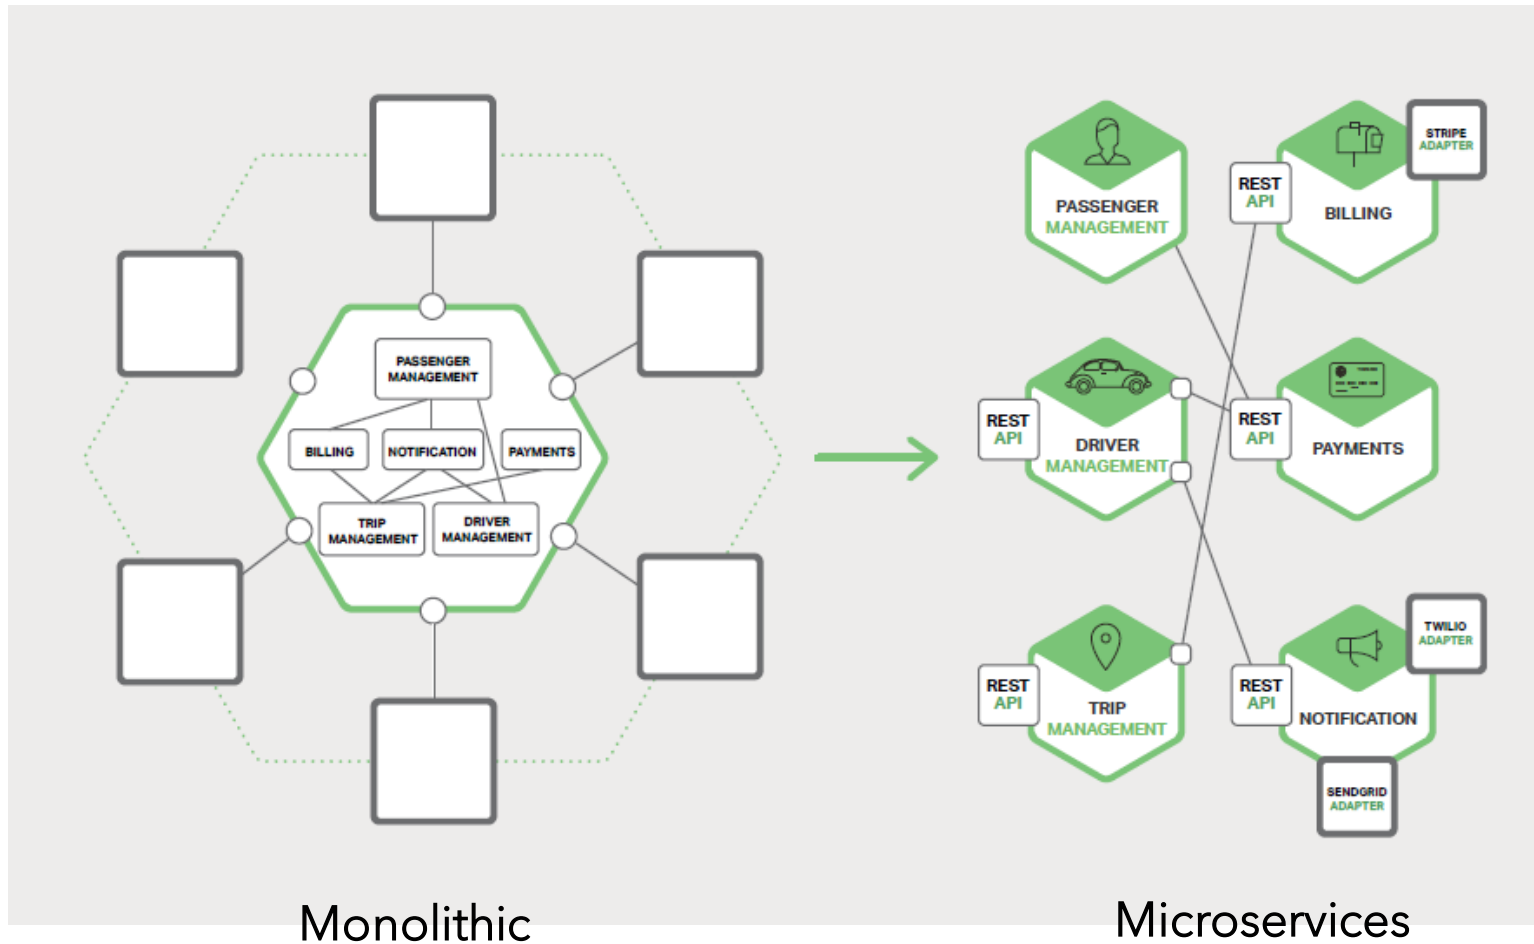 PASSENGER
MANAGEMENT
BILLING
NOTIFICATION
PAYMENTS
TRIP
MANAGEMENT
DRIVER
MANAGEMENT
Monolithic
PASSENGER
MANAGEMENT
REST
API
BILLING
STRIPE
ADAPTER
REST
API
DRIVER
MANAGEMENT
REST
API
PAYMENTS
REST
API
TRIP
MANAGEMENT
REST
API
NOTIFICATION
TWILIO
ADAPTER
SENDGRID
ADAPTER
Microservices